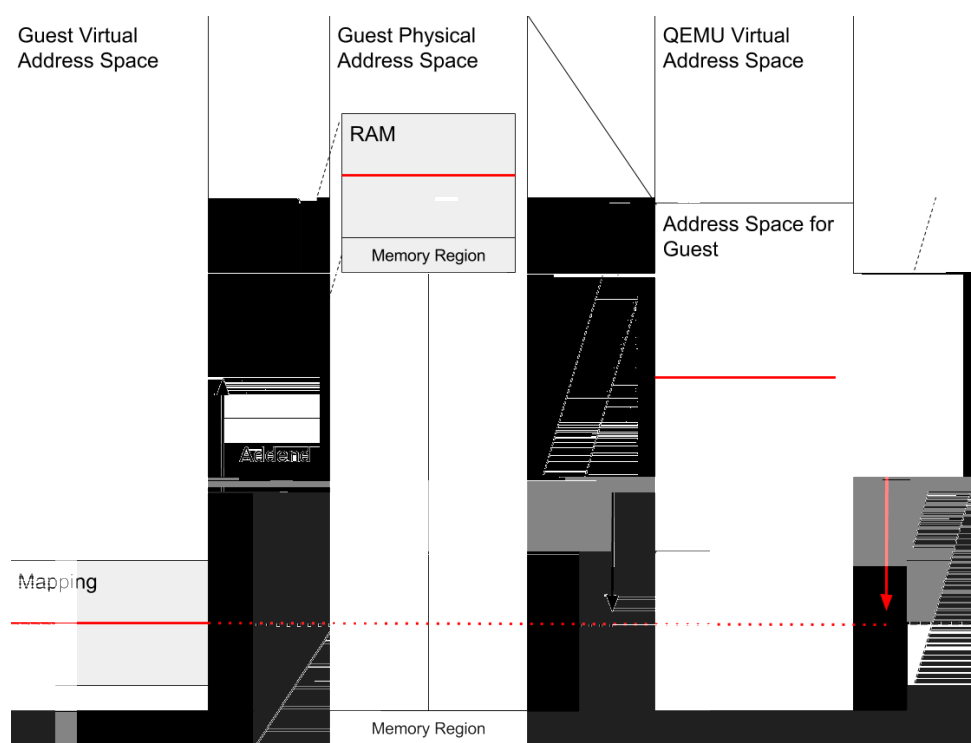 Guest Virtual
Address Space
Guest Physical
Address Space
QEMU Virtual
Address Space
RAM
Memory Region
Address Space for
Guest
Addend
Mapping
Memory Region